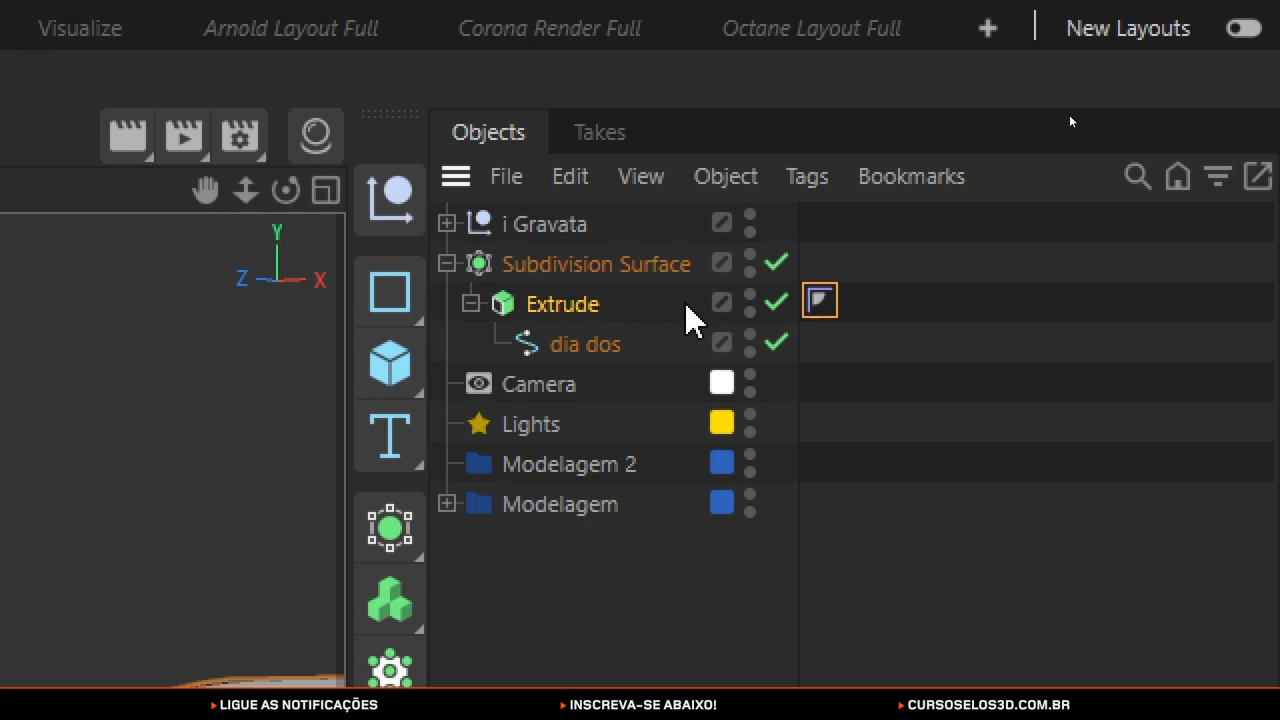 Visualize Arnold Layout Full Corona Render Full Octane Layout Full New Layouts
Objects Takes
File Edit View Object Tags Bookmarks
Y
Z X
i Gravata
Subdivision Surface
Extrude
dia dos
Camera
Lights
Modelagem 2
Modelagem
LIGUE AS NOTIFICAÇÕES INSCREVA-SE ABAIXO! CURSOSELOS3D.COM.BR